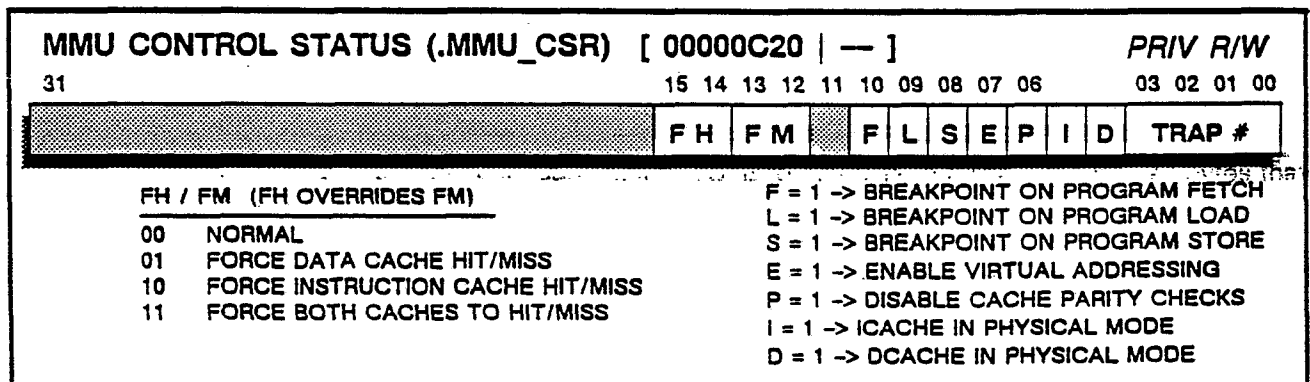 MMU CONTROL STATUS (.MMU_CSR) [ 00000C20 | -- ] PRIV R/W
31 15 14 13 12 11 10 09 08 07 06 03 02 01 00
F H F M F L S E P I D TRAP #
FH / FM (FH OVERRIDES FM)
00 NORMAL
01 FORCE DATA CACHE HIT/MISS
10 FORCE INSTRUCTION CACHE HIT/MISS
11 FORCE BOTH CACHES TO HIT/MISS
F = 1 -> BREAKPOINT ON PROGRAM FETCH
L = 1 -> BREAKPOINT ON PROGRAM LOAD
S = 1 -> BREAKPOINT ON PROGRAM STORE
E = 1 -> ENABLE VIRTUAL ADDRESSING
P = 1 -> DISABLE CACHE PARITY CHECKS
I = 1 -> ICACHE IN PHYSICAL MODE
D = 1 -> DCACHE IN PHYSICAL MODE